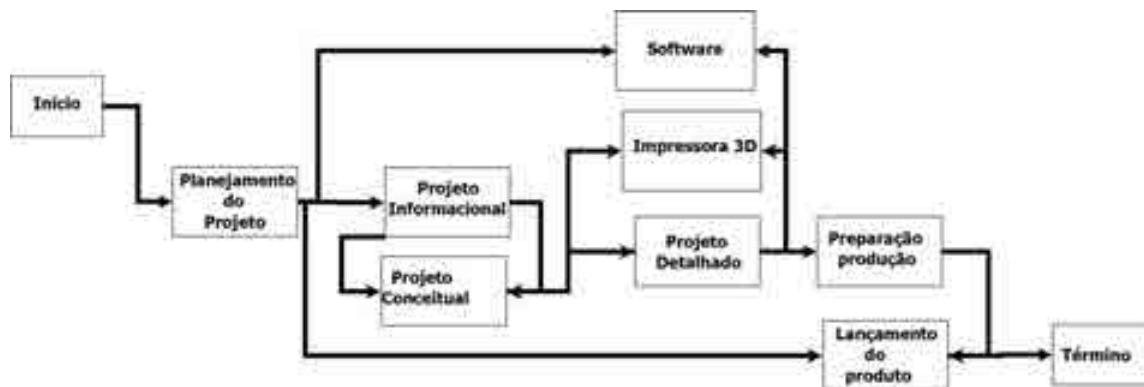 Início
Planejamento
do
Projeto
Projeto
Informacional
Projeto
Conceitual
Software
Impressora 3D
Projeto
Detalhado
Preparação
produção
Lançamento
do
produto
Término